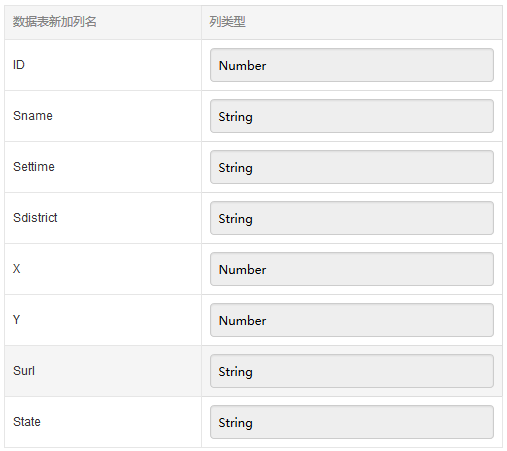 数据表新加列名 列类型
ID Number
Sname String
Settime String
Sdistrict String
X Number
Y Number
Surl String
State String